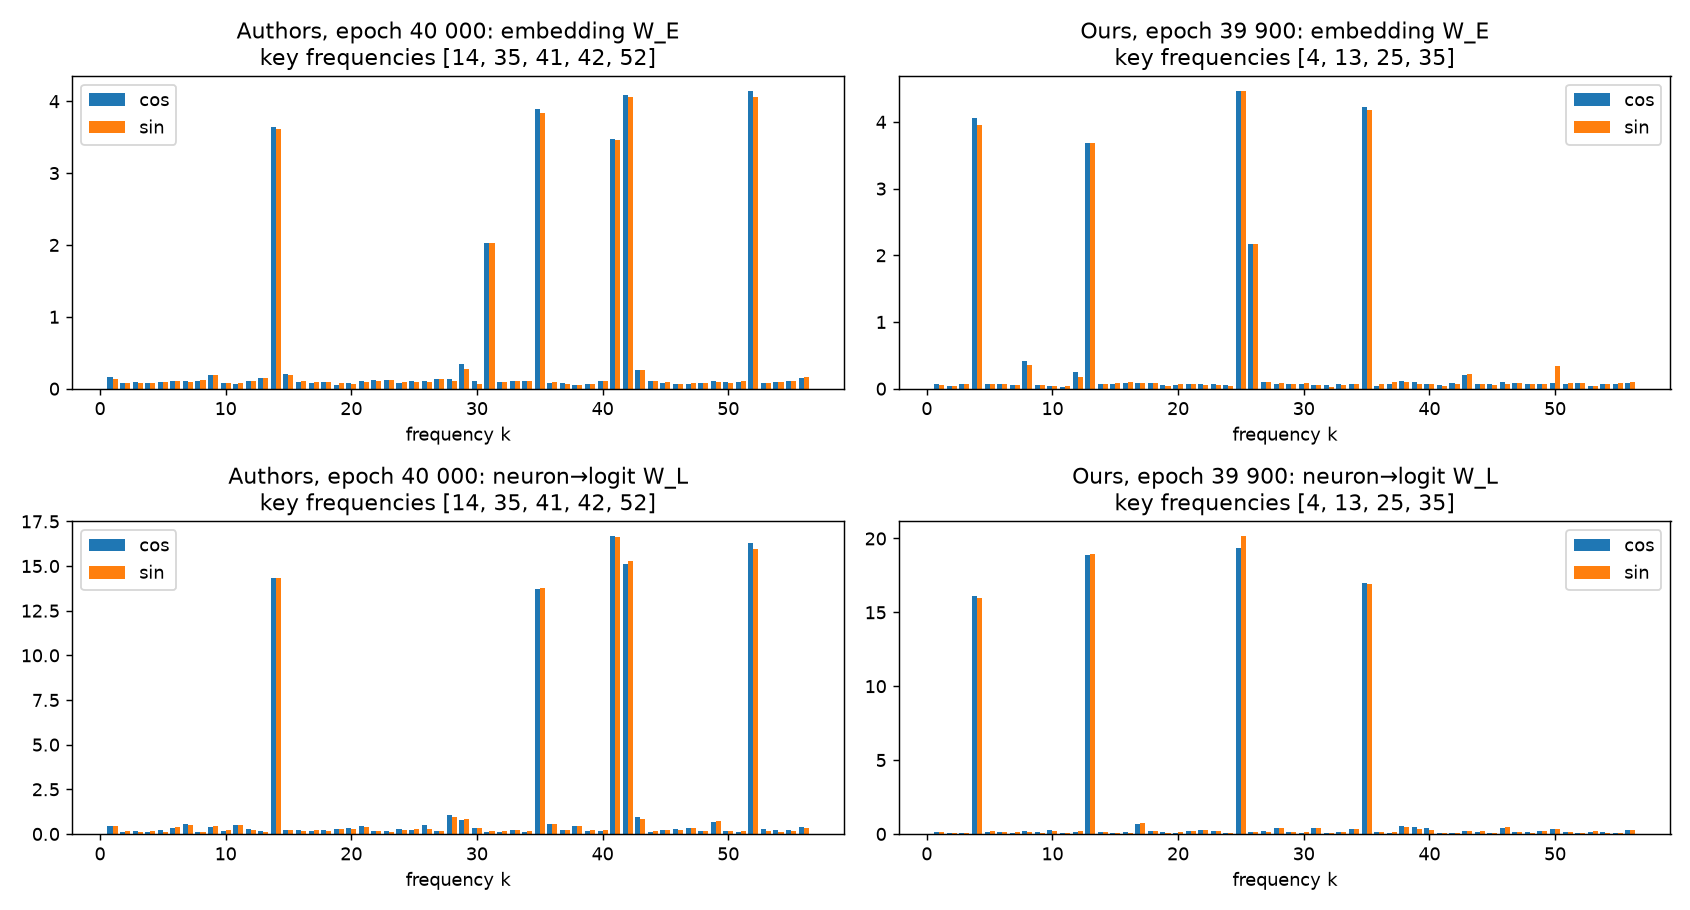 Authors, epoch 40 000: embedding W_E
key frequencies [14, 35, 41, 42, 52]
cos
sin
4
3
2
1
0
0 10 20 30 40 50
frequency k
Ours, epoch 39 900: embedding W_E
key frequencies [4, 13, 25, 35]
cos
sin
4
3
2
1
0
0 10 20 30 40 50
frequency k
Authors, epoch 40 000: neuron→logit W_L
key frequencies [14, 35, 41, 42, 52]
cos
sin
17.5
15.0
12.5
10.0
7.5
5.0
2.5
0.0
0 10 20 30 40 50
frequency k
Ours, epoch 39 900: neuron→logit W_L
key frequencies [4, 13, 25, 35]
cos
sin
20
15
10
5
0
0 10 20 30 40 50
frequency k